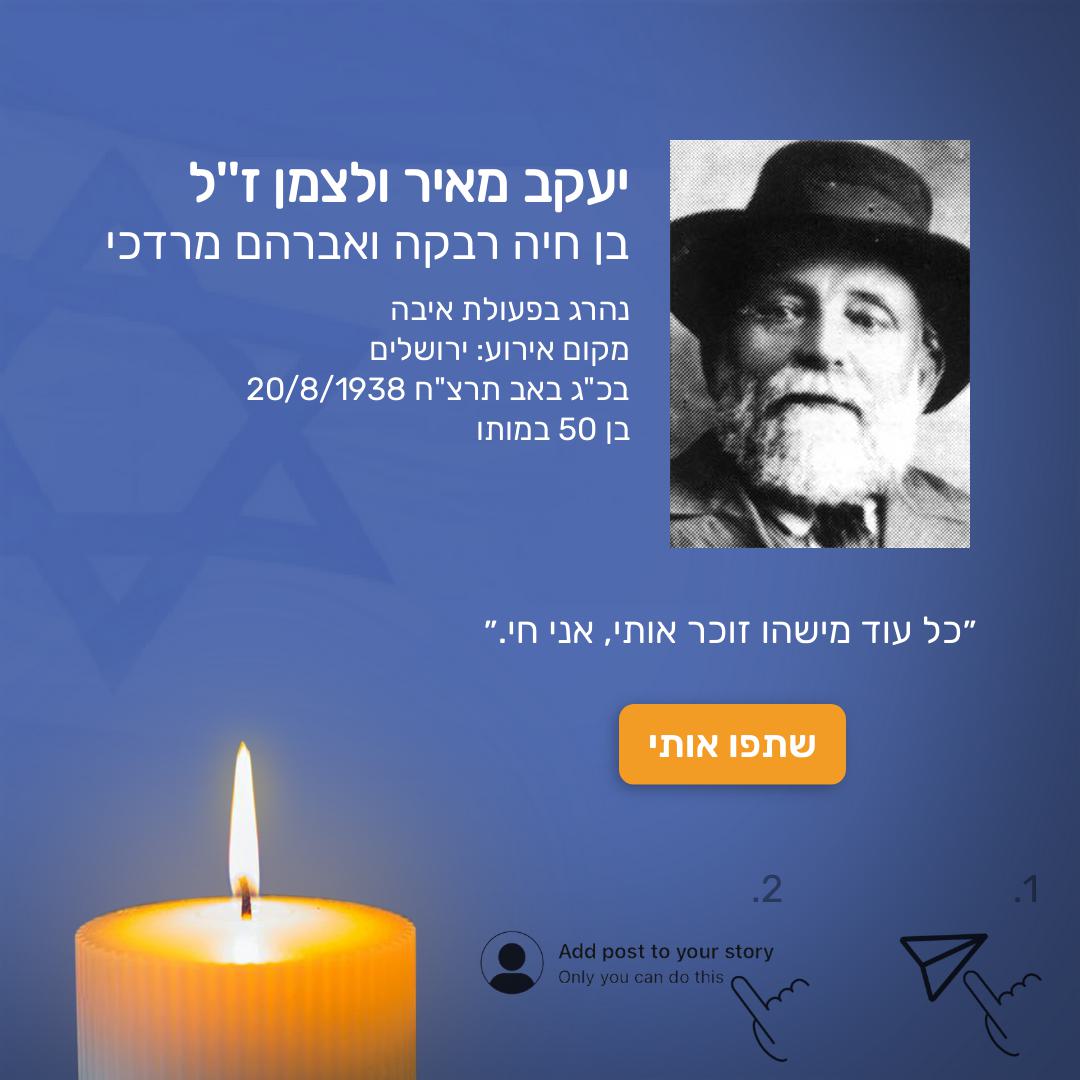 יעקב מאיר ולצמן ז''ל
בן חיה רבקה ואברהם מרדכי
נהרג בפעולת איבה
מקום אירוע: ירושלים
בכ"ג באב תרצ"ח 20/8/1938
בן 50 במותו
״כל עוד מישהו זוכר אותי, אני חי.״
שתפו אותי
.1
.2
Add post to your story
Only you can do this